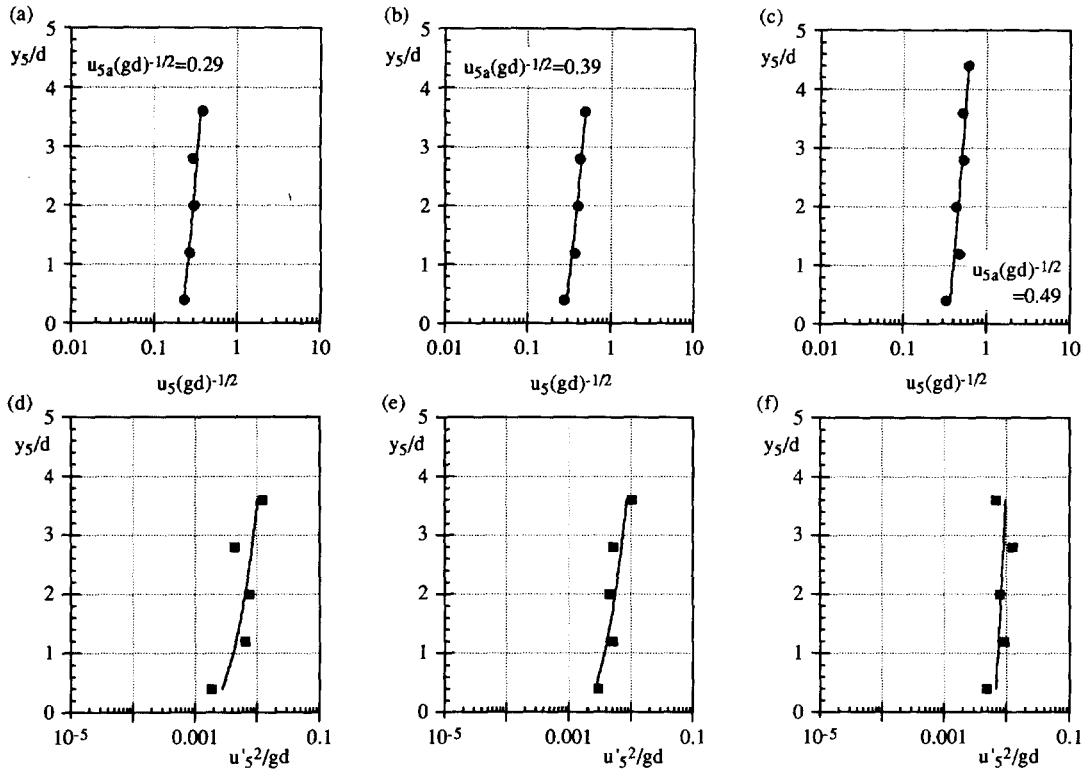 (a)
5
y₅/d
4
3
2
1
0
u₅ₐ(gd)⁻¹/²=0.29
0.01 0.1 1 10
u₅(gd)⁻¹/²
(b)
5
y₅/d
4
3
2
1
0
u₅ₐ(gd)⁻¹/²=0.39
0.01 0.1 1 10
u₅(gd)⁻¹/²
(c)
5
y₅/d
4
3
2
1
0
u₅ₐ(gd)⁻¹/²
=0.49
0.01 0.1 1 10
u₅(gd)⁻¹/²
(d)
5
y₅/d
4
3
2
1
0
10⁻⁵ 0.001 0.1
u'₅²/gd
(e)
5
y₅/d
4
3
2
1
0
10⁻⁵ 0.001 0.1
u'₅²/gd
(f)
5
y₅/d
4
3
2
1
0
10⁻⁵ 0.001 0.1
u'₅²/gd